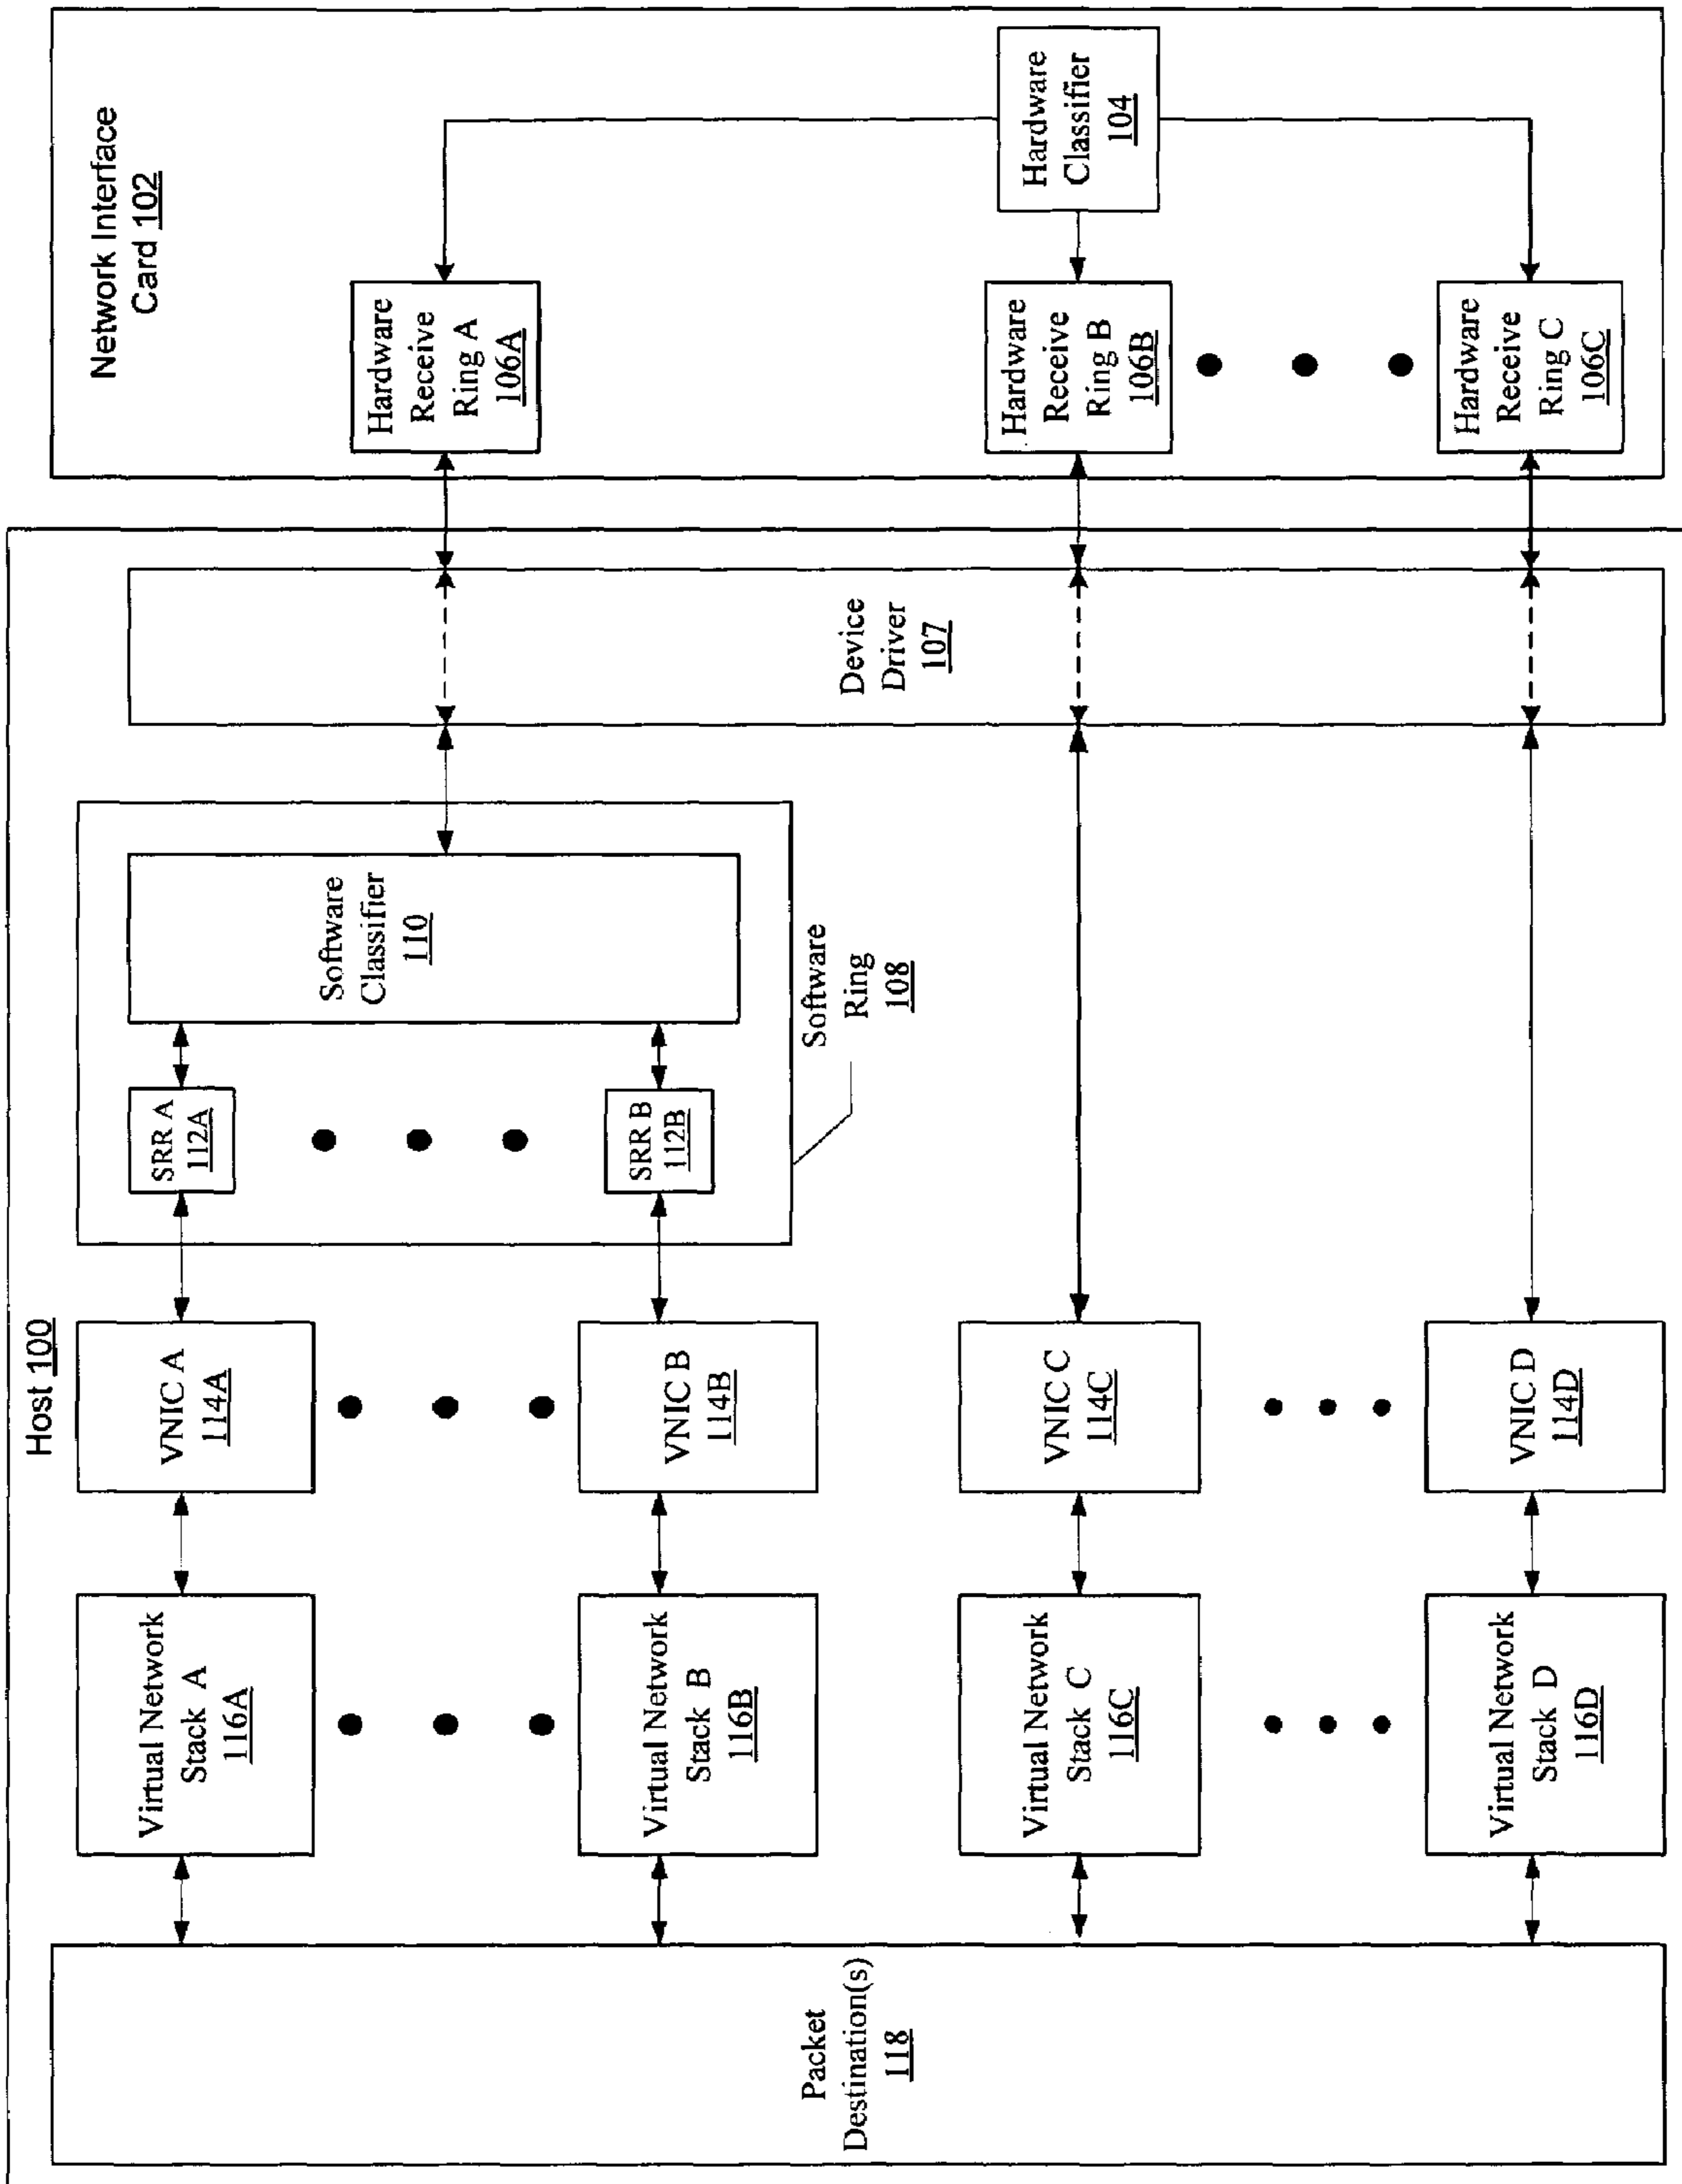 Host 100
Packet
Destination(s)
118
Virtual Network
Stack A
116A
Virtual Network
Stack B
116B
Virtual Network
Stack C
116C
Virtual Network
Stack D
116D
VNIC A
114A
VNIC B
114B
VNIC C
114C
VNIC D
114D
SRR A
112A
SRR B
112B
Software
Classifier
110
Software
Ring
108
Device
Driver
107
Network Interface
Card 102
Hardware
Receive
Ring A
106A
Hardware
Receive
Ring B
106B
Hardware
Receive
Ring C
106C
Hardware
Classifier
104